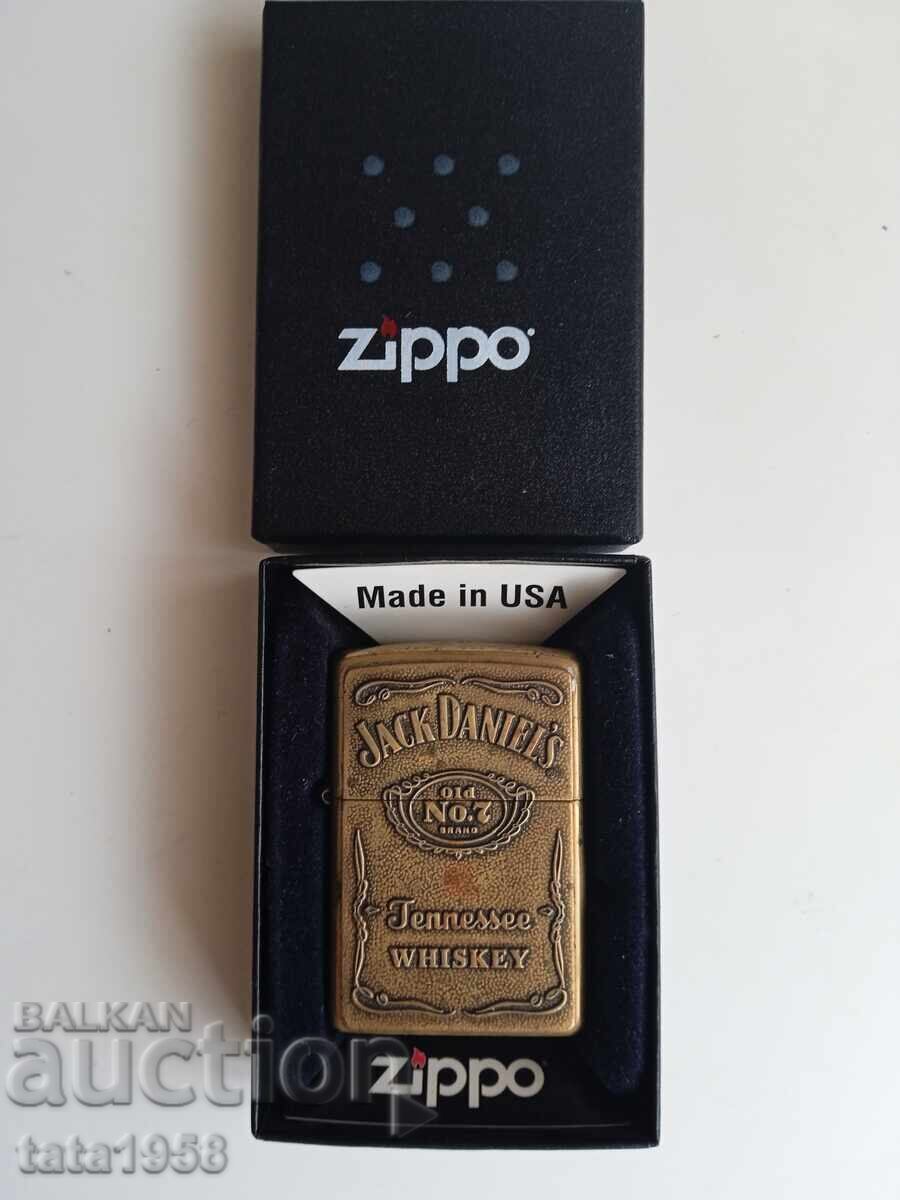 zippo
Made in USA
JACK DANIEL'S
Old
No.7
BRAND
Tennessee
WHISKEY
zippo
BALKAN
auction
tata1958